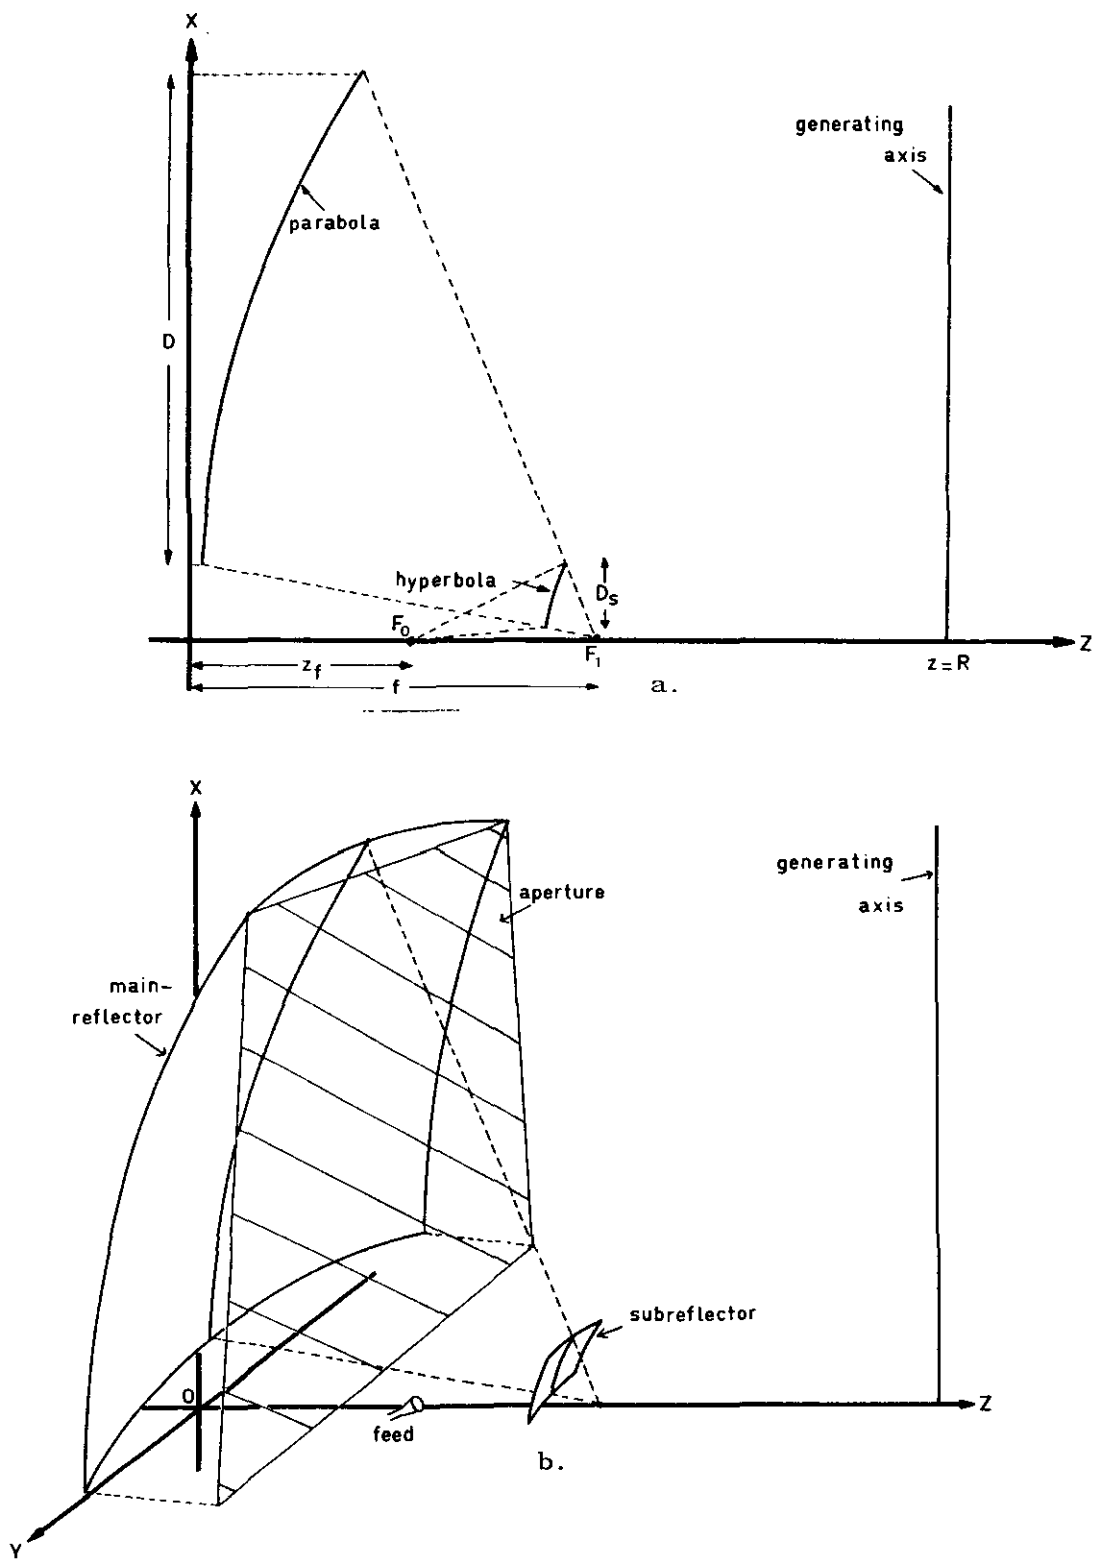 X
generating
axis
parabola
D
hyperbola
D_s
F_0
F_1
Z
z_f
z=R
f
a.
X
generating
axis
aperture
main-
reflector
subreflector
O
Z
feed
b.
Y